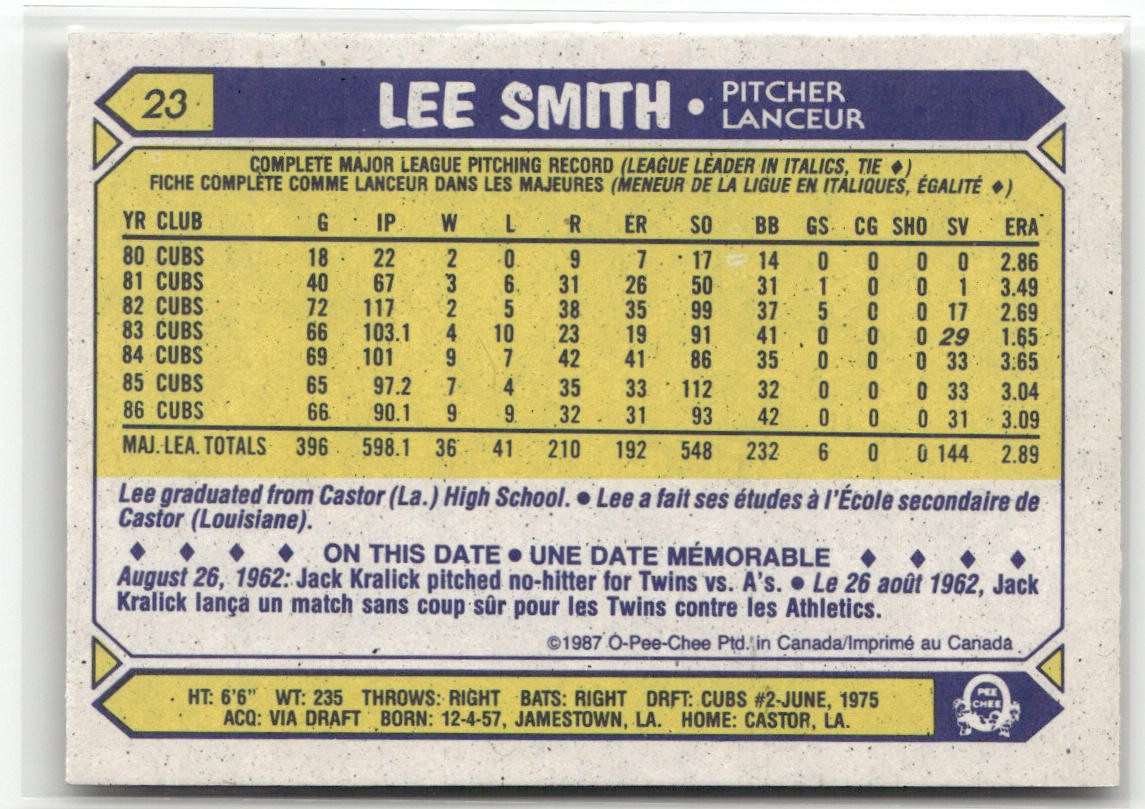 23
LEE SMITH • PITCHER
LANCEUR
COMPLETE MAJOR LEAGUE PITCHING RECORD (LEAGUE LEADER IN ITALICS, TIE ♦)
FICHE COMPLÈTE COMME LANCEUR DANS LES MAJEURES (MENEUR DE LA LIGUE EN ITALIQUES, ÉGALITÉ ♦)
YR CLUB G IP W L R ER SO BB GS CG SHO SV ERA
80 CUBS 18 22 2 0 9 7 17 14 0 0 0 0 2.86
81 CUBS 40 67 3 6 31 26 50 31 1 0 0 1 3.49
82 CUBS 72 117 2 5 38 35 99 37 5 0 0 17 2.69
83 CUBS 66 103.1 4 10 23 19 91 41 0 0 0 29 1.65
84 CUBS 69 101 9 7 42 41 86 35 0 0 0 33 3.65
85 CUBS 65 97.2 7 4 35 33 112 32 0 0 0 33 3.04
86 CUBS 66 90.1 9 9 32 31 93 42 0 0 0 31 3.09
MAJ.LEA.TOTALS 396 598.1 36 41 210 192 548 232 6 0 0 144 2.89
Lee graduated from Castor (La.) High School. ● Lee a fait ses études à l'École secondaire de
Castor (Louisiane).
♦ ♦ ♦ ♦ ON THIS DATE ● UNE DATE MÉMORABLE ♦ ♦ ♦ ♦
August 26, 1962: Jack Kralick pitched no-hitter for Twins vs. A's. ● Le 26 août 1962, Jack
Kralick lança un match sans coup sûr pour les Twins contre les Athletics.
©1987 O-Pee-Chee Ptd. in Canada/Imprimé au Canada
HT: 6'6" WT: 235 THROWS: RIGHT BATS: RIGHT DRFT: CUBS #2-JUNE, 1975
ACQ: VIA DRAFT BORN: 12-4-57, JAMESTOWN, LA. HOME: CASTOR, LA.
PEE
CHEE